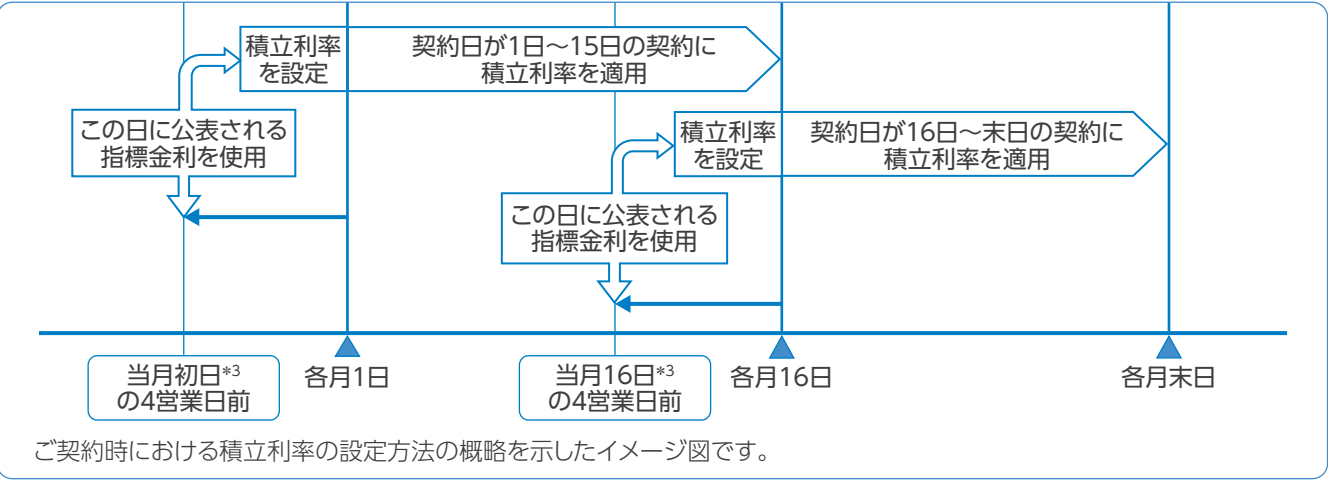 積立利率
を設定
契約日が1日～15日の契約に
積立利率を適用
この日に公表される
指標金利を使用
積立利率
を設定
契約日が16日～末日の契約に
積立利率を適用
この日に公表される
指標金利を使用
当月初日*3
の4営業日前
各月1日
当月16日*3
の4営業日前
各月16日
各月末日
ご契約時における積立利率の設定方法の概略を示したイメージ図です。